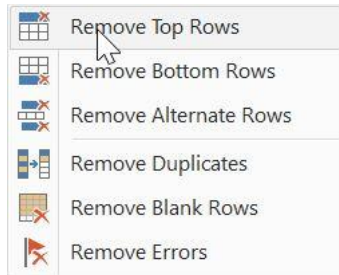 Remove Top Rows
Remove Bottom Rows
Remove Alternate Rows
Remove Duplicates
Remove Blank Rows
Remove Errors